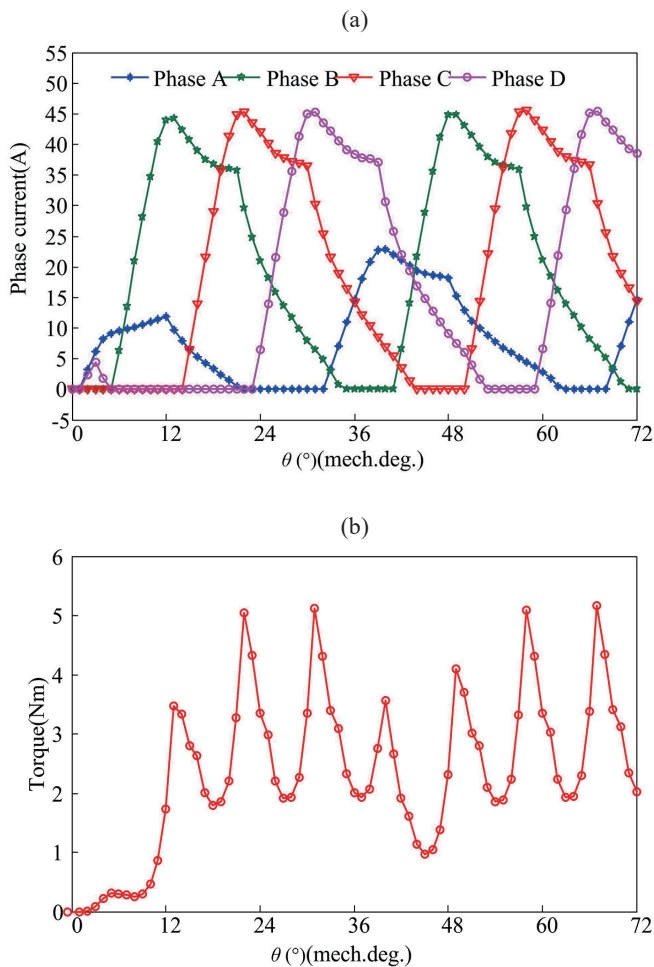 (a)
55
50
45
40
35
30
25
20
15
10
5
0
-5
Phase A Phase B Phase C Phase D
Phase current(A)
0 12 24 36 48 60 72
θ (°)(mech.deg.)
(b)
6
5
4
3
2
1
0
Torque(Nm)
0 12 24 36 48 60 72
θ (°)(mech.deg.)